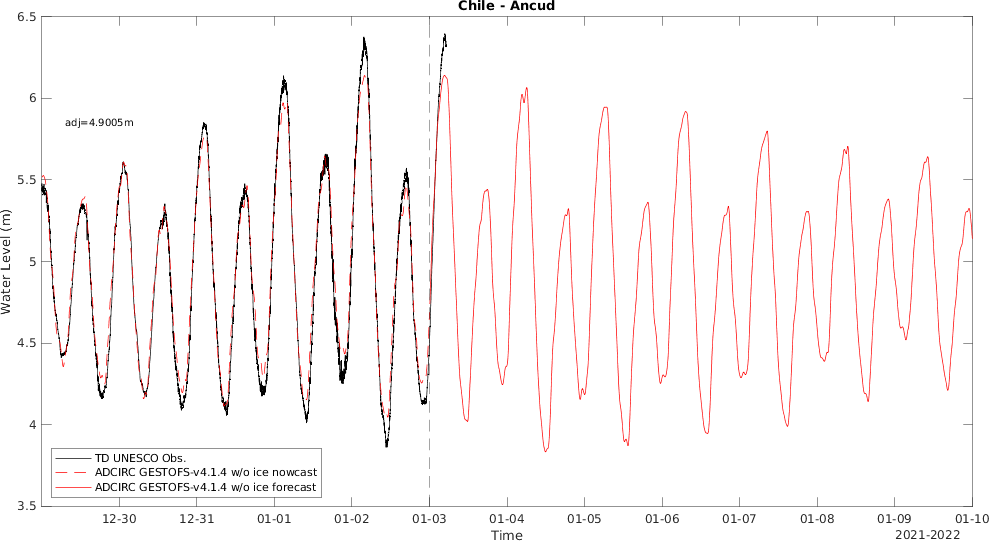 Chile - Ancud
6.5
6
5.5
5
4.5
4
3.5
Water Level (m)
adj=4.9005m
TD UNESCO Obs.
ADCIRC GESTOFS-v4.1.4 w/o ice nowcast
ADCIRC GESTOFS-v4.1.4 w/o ice forecast
12-30 12-31 01-01 01-02 01-03 01-04 01-05 01-06 01-07 01-08 01-09 01-10
Time
2021-2022